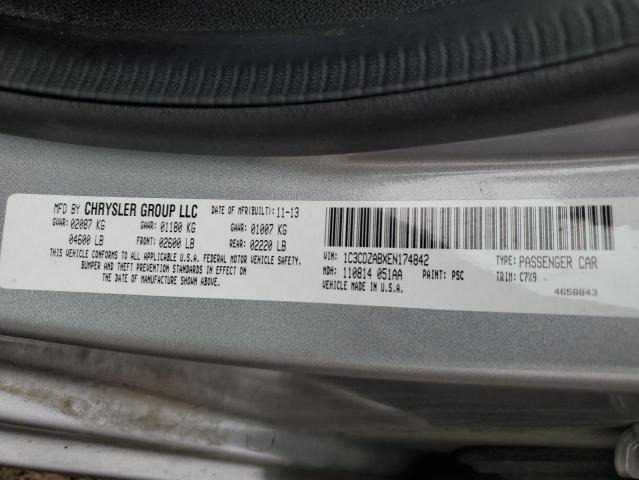 MFD BY CHRYSLER GROUP LLC DATE OF MFR(BUILT): 11-13
GVWR: 02087 KG GAWR: 01180 KG GAWR: 01007 KG
04600 LB FRONT: 02600 LB REAR: 02220 LB
THIS VEHICLE CONFORMS TO ALL APPLICABLE U.S.A. FEDERAL MOTOR VEHICLE SAFETY,
BUMPER AND THEFT PREVENTION STANDARDS IN EFFECT ON
THE DATE OF MANUFACTURE SHOWN ABOVE.
VIN: 1C3CDZABXEN174842 TYPE: PASSENGER CAR
MDH: 110814 051AA PAINT: PSC TRIM: C7X9
VEHICLE MADE IN U.S.A.
4658843